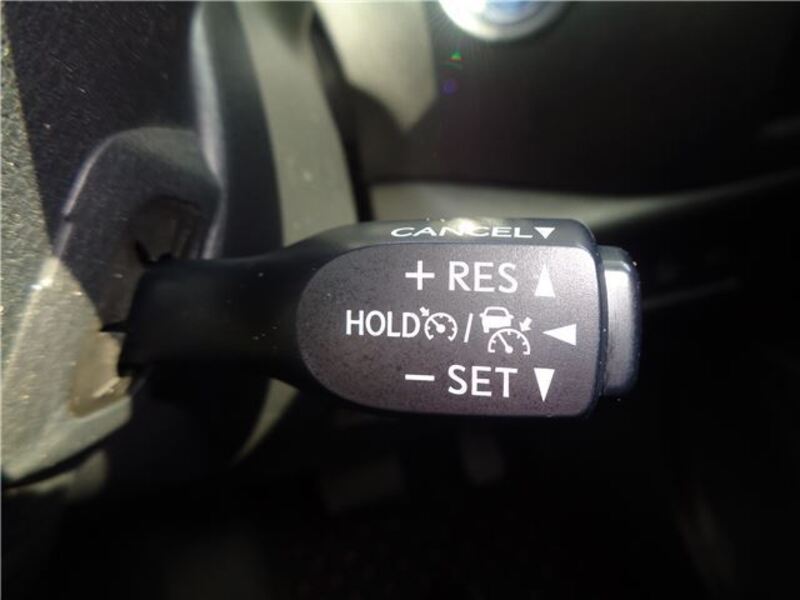 CANCEL
+ RES
HOLD /
- SET